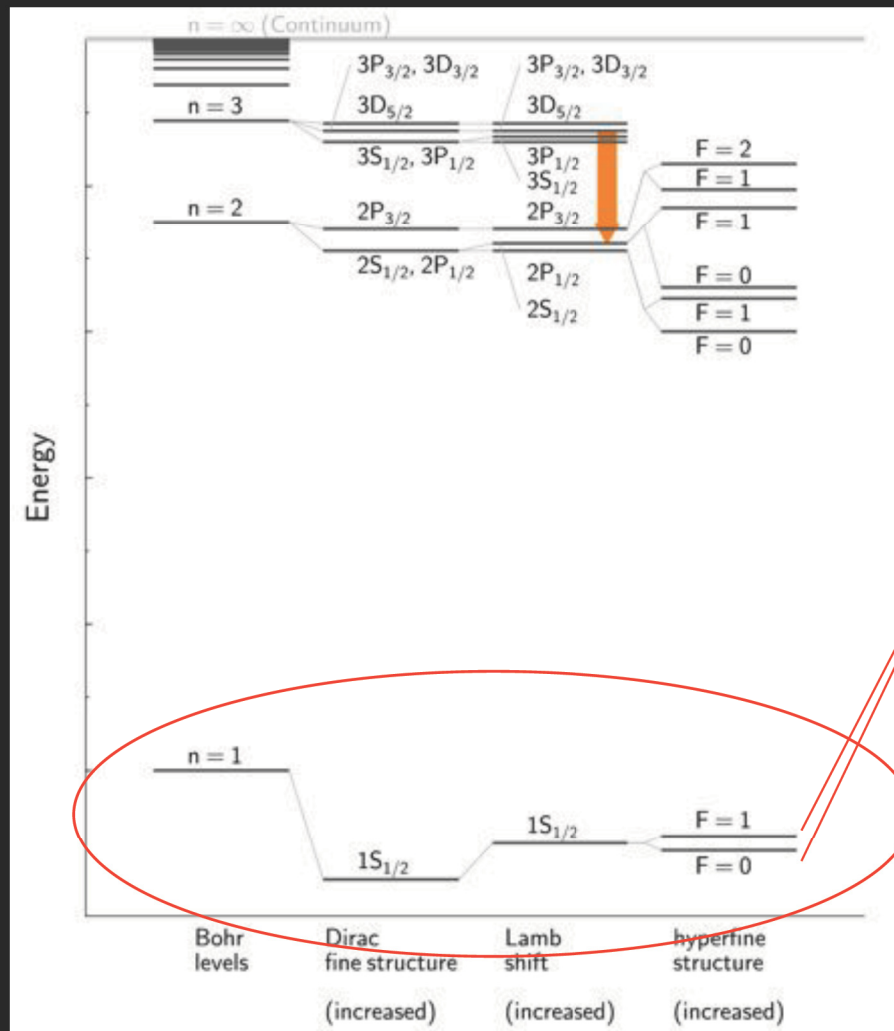 n = ∞ (Continuum)
3P3/2, 3D3/2
3P3/2, 3D3/2
n = 3
3D5/2
3D5/2
3S1/2, 3P1/2
3P1/2
3S1/2
F = 2
F = 1
n = 2
2P3/2
2P3/2
F = 1
2S1/2, 2P1/2
2P1/2
F = 0
2S1/2
F = 1
F = 0
Energy
n = 1
1S1/2
1S1/2
F = 1
F = 0
Bohr
levels
Dirac
fine structure
(increased)
Lamb
shift
(increased)
hyperfine
structure
(increased)